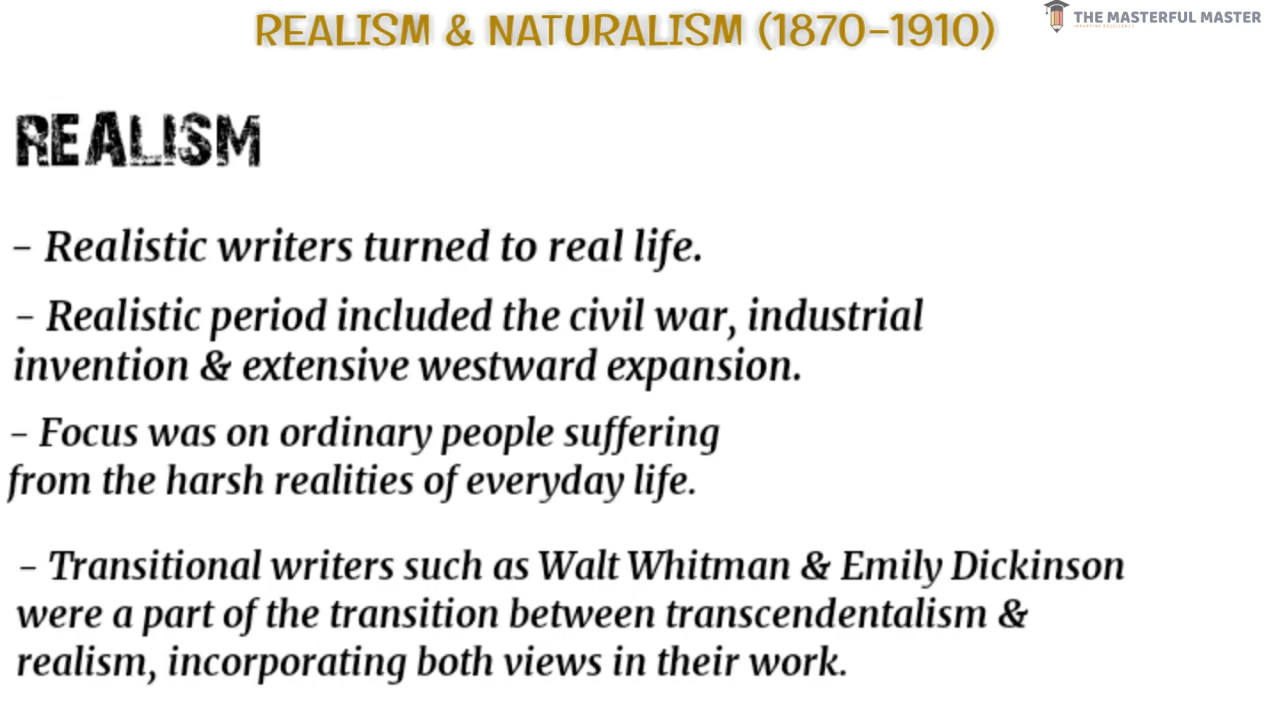 REALISM & NATURALISM (1870-1910)
THE MASTERFUL MASTER
REALISM
- Realistic writers turned to real life.
- Realistic period included the civil war, industrial
invention & extensive westward expansion.
- Focus was on ordinary people suffering
from the harsh realities of everyday life.
- Transitional writers such as Walt Whitman & Emily Dickinson
were a part of the transition between transcendentalism &
realism, incorporating both views in their work.